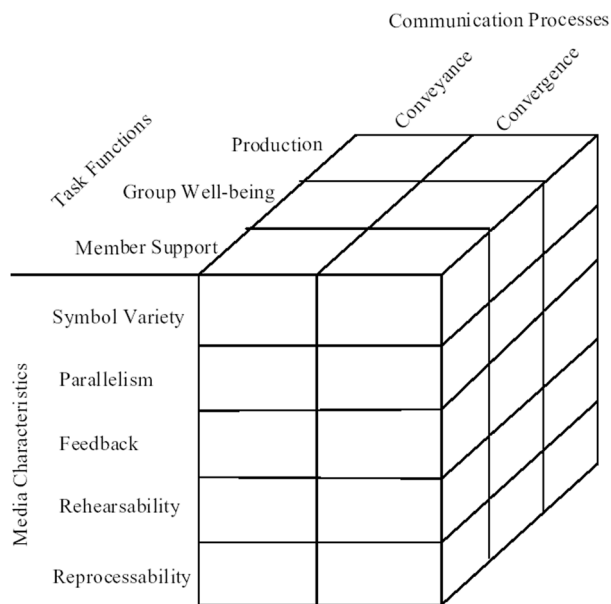 Communication Processes
Conveyance
Convergence
Task Functions
Production
Group Well-being
Member Support
Media Characteristics
Symbol Variety
Parallelism
Feedback
Rehearsability
Reprocessability